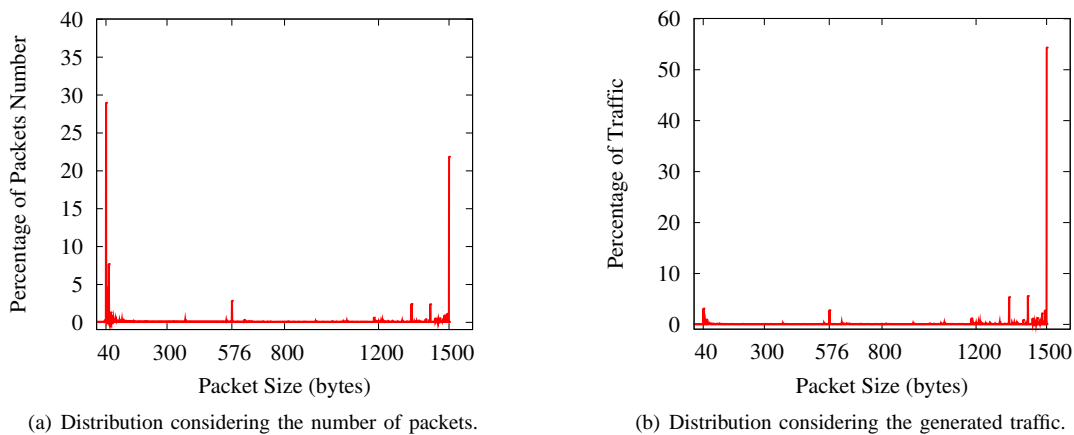 40
35
30
25
20
15
10
5
0
Percentage of Packets Number
40 300 576 800 1200 1500
Packet Size (bytes)
(a) Distribution considering the number of packets.
60
50
40
30
20
10
0
Percentage of Traffic
40 300 576 800 1200 1500
Packet Size (bytes)
(b) Distribution considering the generated traffic.